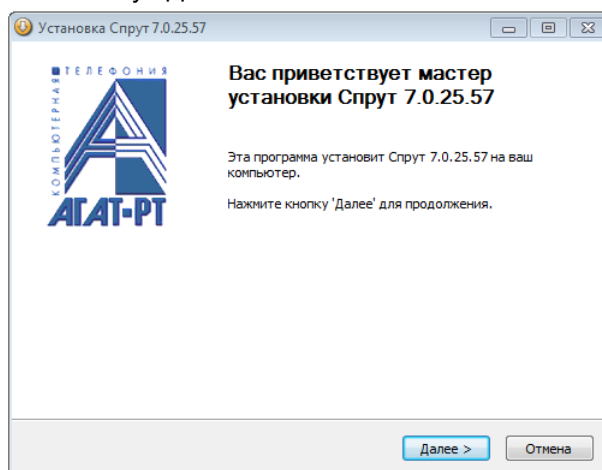 Установка Спрут 7.0.25.57
ТЕЛЕФОНИЯ
КОМПЬЮТЕРНАЯ
АГАТ-РТ
Вас приветствует мастер
установки Спрут 7.0.25.57
Эта программа установит Спрут 7.0.25.57 на ваш
компьютер.
Нажмите кнопку 'Далее' для продолжения.
Далее >
Отмена